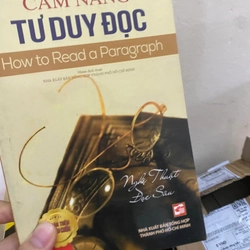 CẨM NANG
TƯ DUY ĐỌC
How to Read a Paragraph
Nghệ Thuật
Đọc Sâu
NHÀ XUẤT BẢN TỔNG HỢP
THÀNH PHỐ HỒ CHÍ MINH